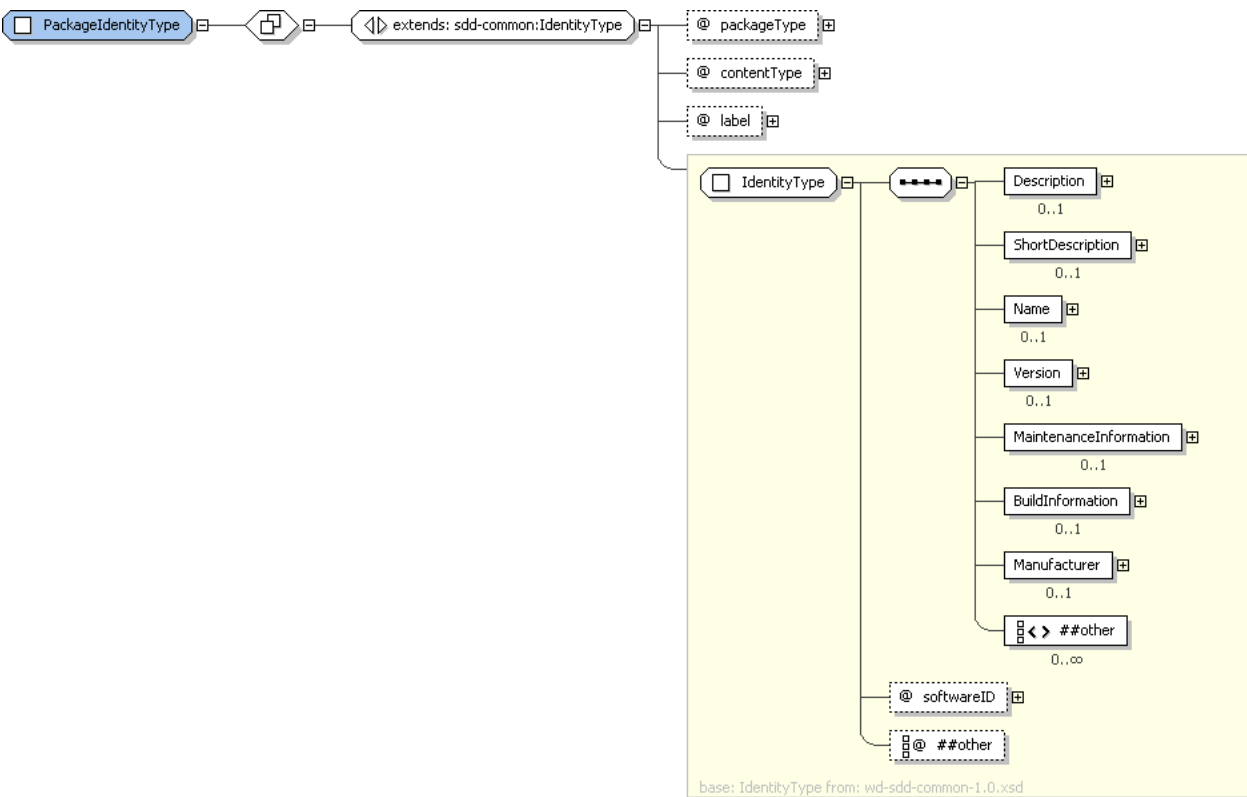 PackageIdentityType
extends: sdd-common:IdentityType
@ packageType
@ contentType
@ label
IdentityType
Description
0..1
ShortDescription
0..1
Name
0..1
Version
0..1
MaintenanceInformation
0..1
BuildInformation
0..1
Manufacturer
0..1
<> ##other
0..∞
@ softwareID
@ ##other
base: IdentityType from: wd-sdd-common-1.0.xsd